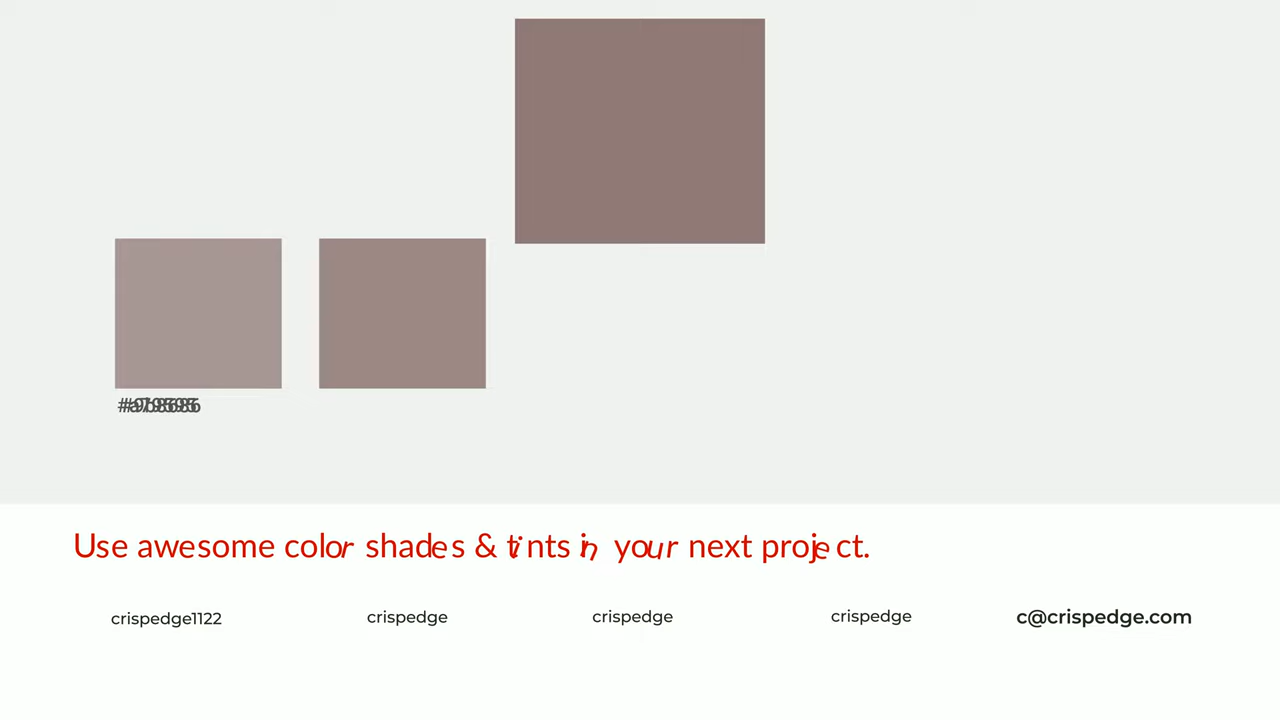 Use awesome color shades & tints in your next project.
crispedge1122 crispedge crispedge crispedge c@crispedge.com